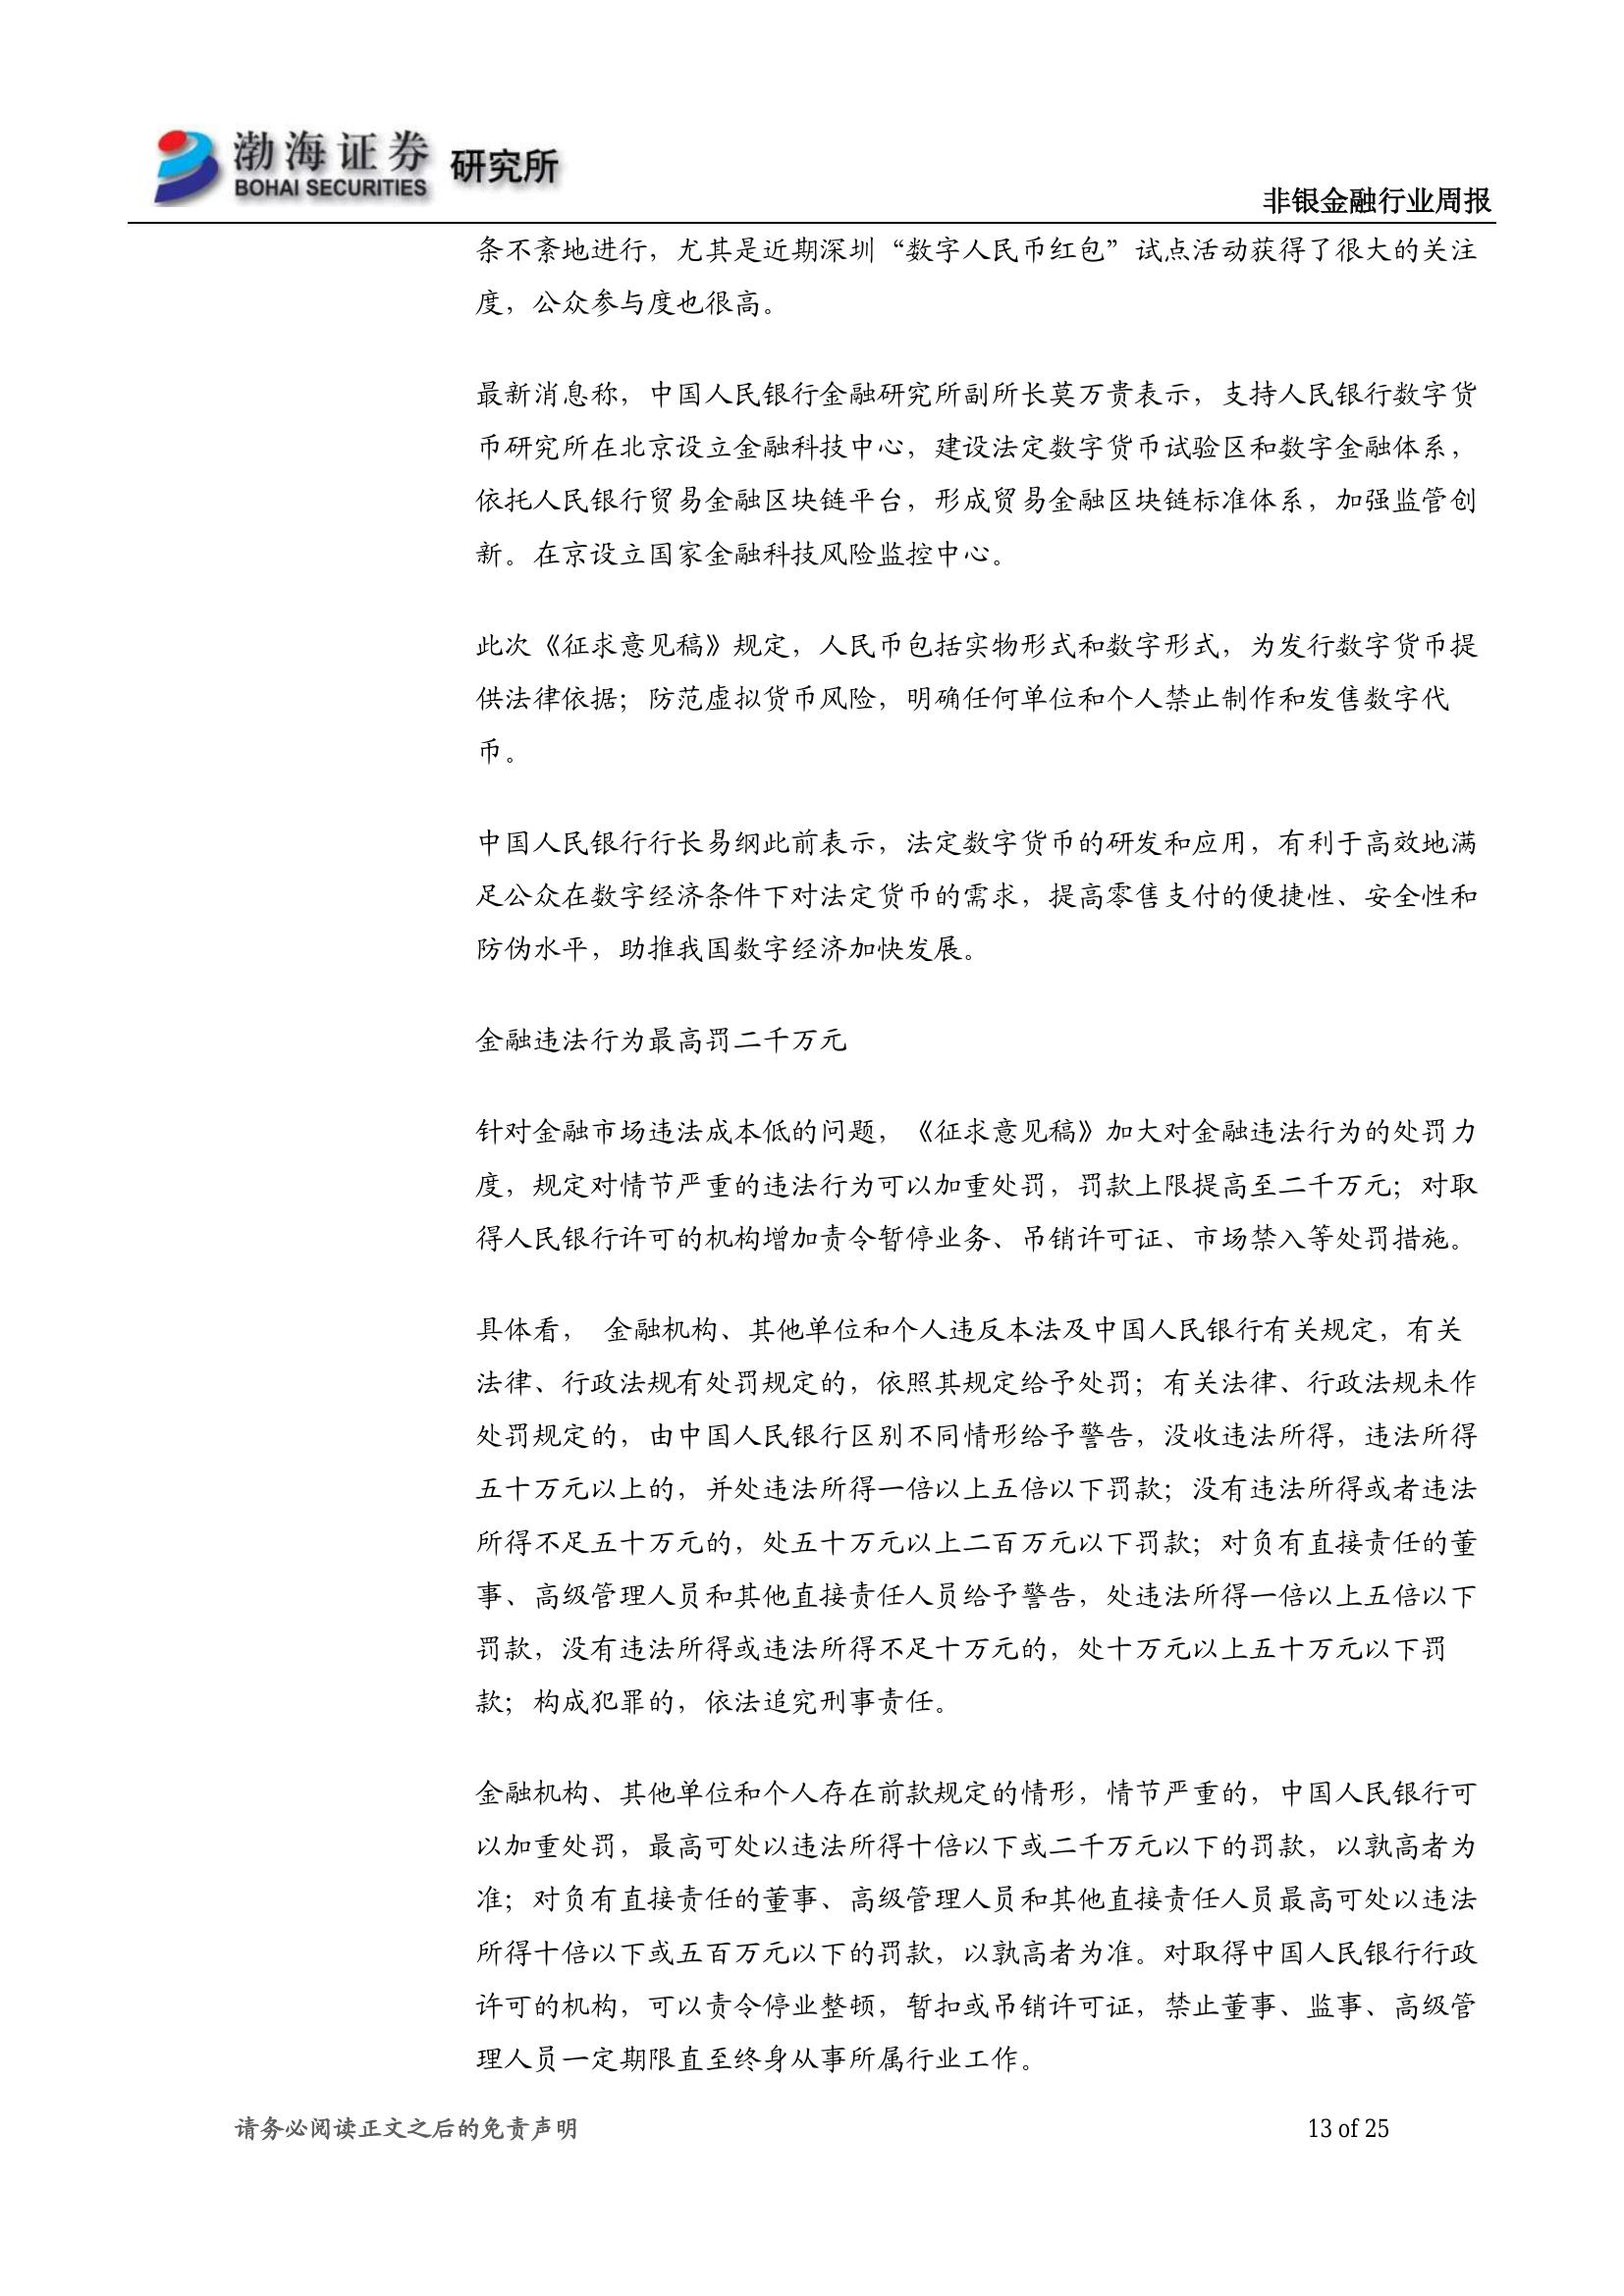 渤海证券 研究所
BOHAI SECURITIES
非银金融行业周报
条不紊地进行，尤其是近期深圳“数字人民币红包”试点活动获得了很大的关注
度，公众参与度也很高。
最新消息称，中国人民银行金融研究所副所长莫万贵表示，支持人民银行数字货
币研究所在北京设立金融科技中心，建设法定数字货币试验区和数字金融体系，
依托人民银行贸易金融区块链平台，形成贸易金融区块链标准体系，加强监管创
新。在京设立国家金融科技风险监控中心。
此次《征求意见稿》规定，人民币包括实物形式和数字形式，为发行数字货币提
供法律依据；防范虚拟货币风险，明确任何单位和个人禁止制作和发售数字代
币。
中国人民银行行长易纲此前表示，法定数字货币的研发和应用，有利于高效地满
足公众在数字经济条件下对法定货币的需求，提高零售支付的便捷性、安全性和
防伪水平，助推我国数字经济加快发展。
金融违法行为最高罚二千万元
针对金融市场违法成本低的问题，《征求意见稿》加大对金融违法行为的处罚力
度，规定对情节严重的违法行为可以加重处罚，罚款上限提高至二千万元；对取
得人民银行许可的机构增加责令暂停业务、吊销许可证、市场禁入等处罚措施。
具体看， 金融机构、其他单位和个人违反本法及中国人民银行有关规定，有关
法律、行政法规有处罚规定的，依照其规定给予处罚；有关法律、行政法规未作
处罚规定的，由中国人民银行区别不同情形给予警告，没收违法所得，违法所得
五十万元以上的，并处违法所得一倍以上五倍以下罚款；没有违法所得或者违法
所得不足五十万元的，处五十万元以上二百万元以下罚款；对负有直接责任的董
事、高级管理人员和其他直接责任人员给予警告，处违法所得一倍以上五倍以下
罚款，没有违法所得或违法所得不足十万元的，处十万元以上五十万元以下罚
款；构成犯罪的，依法追究刑事责任。
金融机构、其他单位和个人存在前款规定的情形，情节严重的，中国人民银行可
以加重处罚，最高可处以违法所得十倍以下或二千万元以下的罚款，以孰高者为
准；对负有直接责任的董事、高级管理人员和其他直接责任人员最高可处以违法
所得十倍以下或五百万元以下的罚款，以孰高者为准。对取得中国人民银行行政
许可的机构，可以责令停业整顿，暂扣或吊销许可证，禁止董事、监事、高级管
理人员一定期限直至终身从事所属行业工作。
请务必阅读正文之后的免责声明
13 of 25